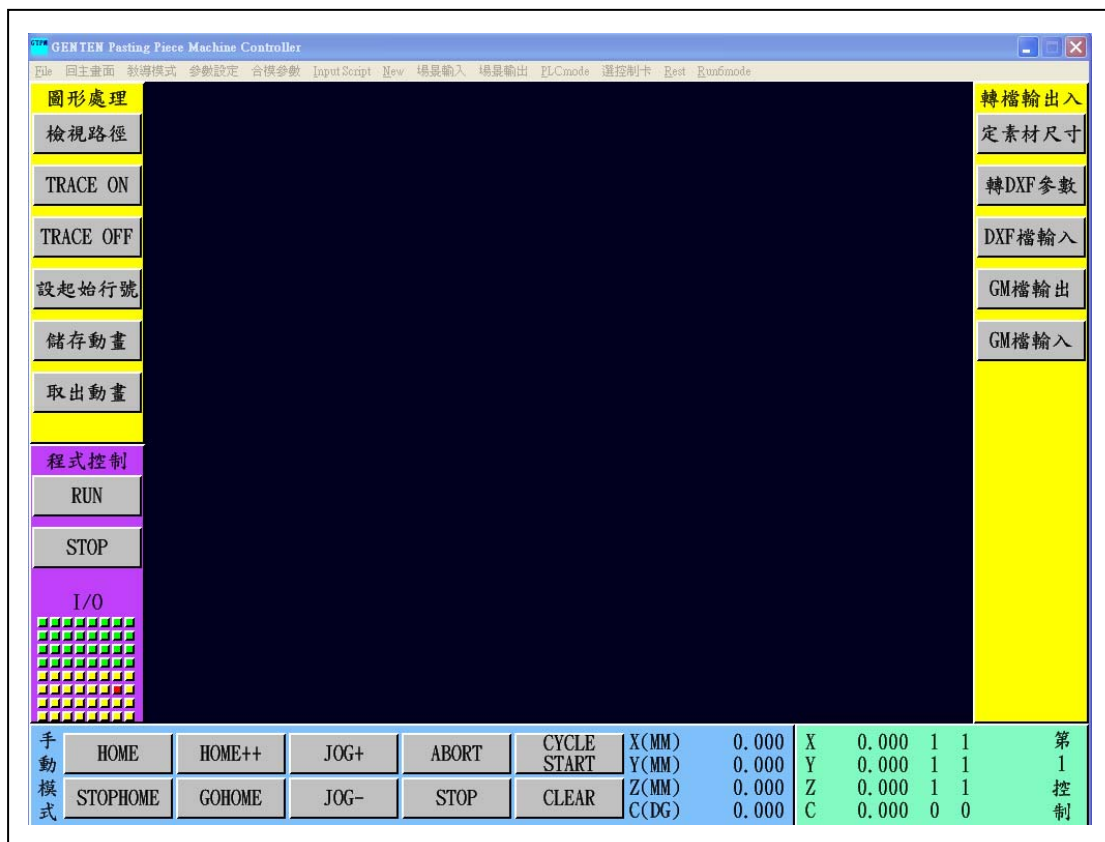 GTPM GENTEN Pasting Piece Machine Controller
File 回主畫面 教導模式 參數設定 合模參數 Input Script New 場景輸入 場景輸出 PLCmode 選控制卡 Rest Run6mode
圖形處理
檢視路徑
TRACE ON
TRACE OFF
設起始行號
儲存動畫
取出動畫
程式控制
RUN
STOP
I/O
轉檔輸出入
定素材尺寸
轉DXF參數
DXF檔輸入
GM檔輸出
GM檔輸入
手動模式
HOME HOME++ JOG+ ABORT CYCLE START
STOPHOME GOHOME JOG- STOP CLEAR
X(MM) 0.000
Y(MM) 0.000
Z(MM) 0.000
C(DG) 0.000
X 0.000 1 1
Y 0.000 1 1
Z 0.000 1 1
C 0.000 0 0
第1控制